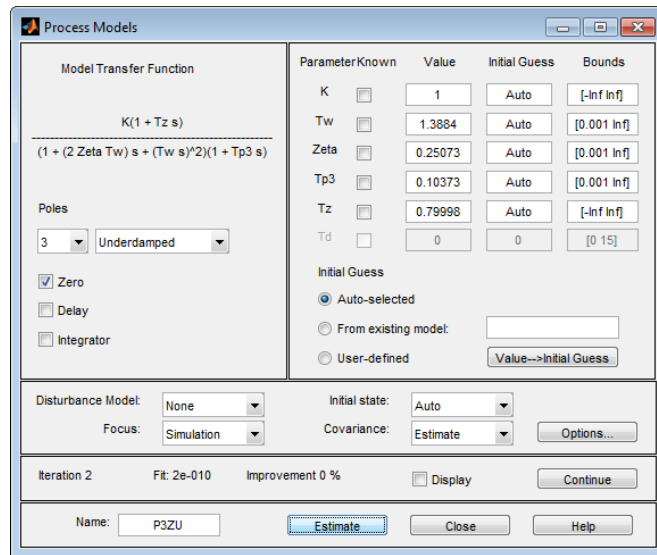 Process Models
Model Transfer Function
K(1 + Tz s)
(1 + (2 Zeta Tw) s + (Tw s)^2)(1 + Tp3 s)
Poles
3 Underdamped
Zero
Delay
Integrator
Parameter Known Value Initial Guess Bounds
K 1 Auto [-Inf Inf]
Tw 1.3884 Auto [0.001 Inf]
Zeta 0.25073 Auto [0.001 Inf]
Tp3 0.10373 Auto [0.001 Inf]
Tz 0.79998 Auto [-Inf Inf]
Td 0 0 [0 15]
Initial Guess
Auto-selected
From existing model:
User-defined Value-->Initial Guess
Disturbance Model: None Initial state: Auto
Focus: Simulation Covariance: Estimate Options...
Iteration 2 Fit: 2e-010 Improvement 0 % Display Continue
Name: P3ZU Estimate Close Help